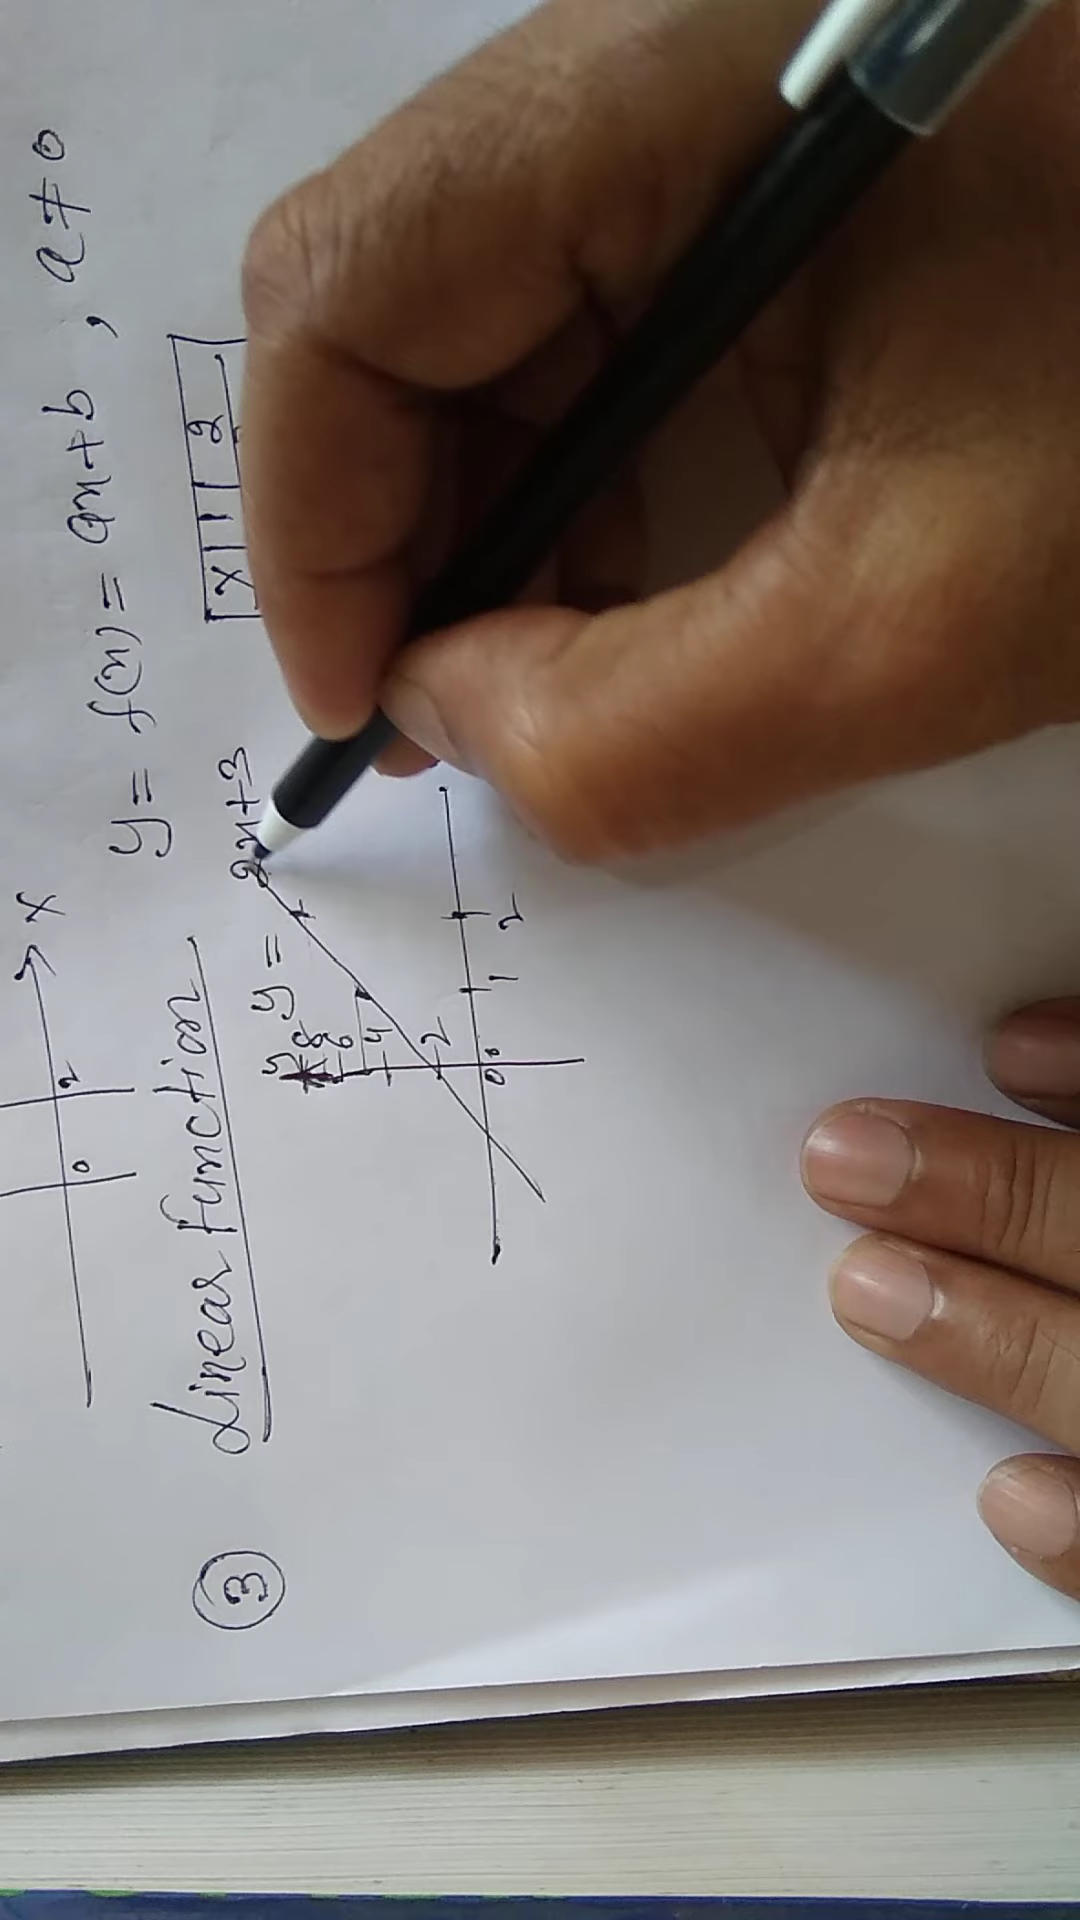 X
0 2
③ Linear function y = f(x) = ax+b, a ≠ 0
y = 2x+3
X 1 2
y
8
6
4
2
0 1 2